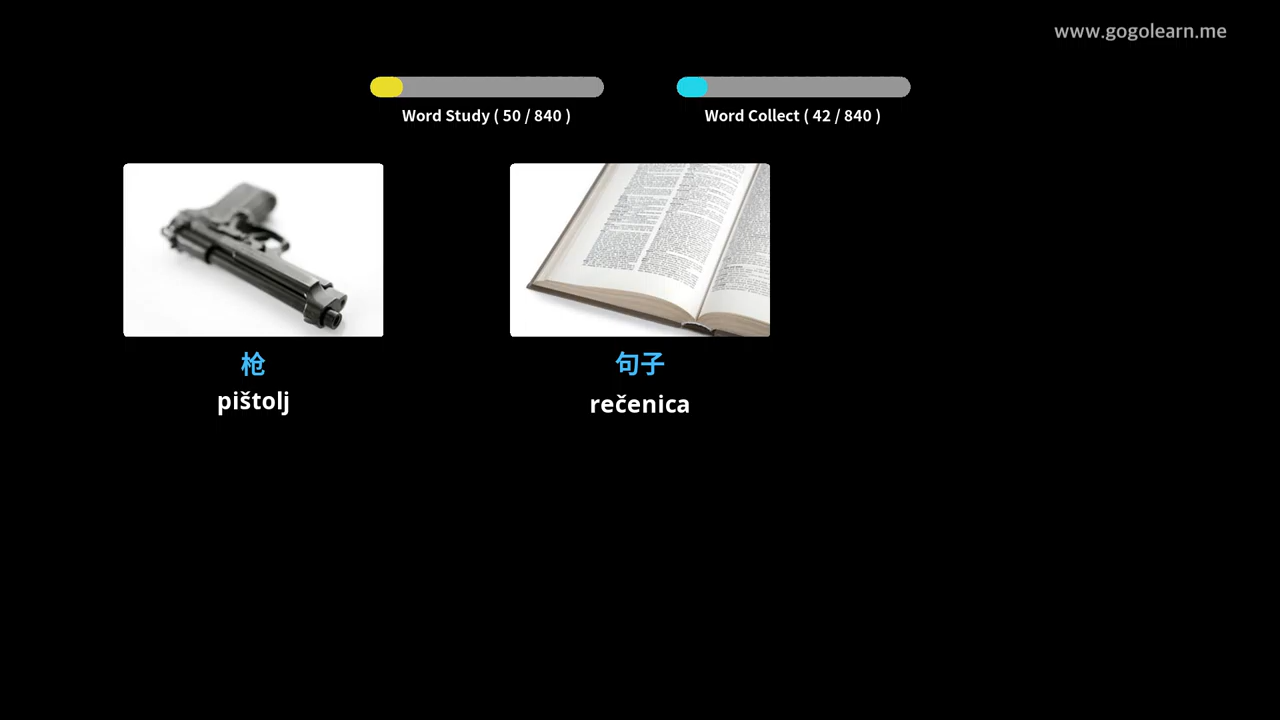 www.gogolearn.me
Word Study ( 50 / 840 )
Word Collect ( 42 / 840 )
枪
pištolj
句子
rečenica